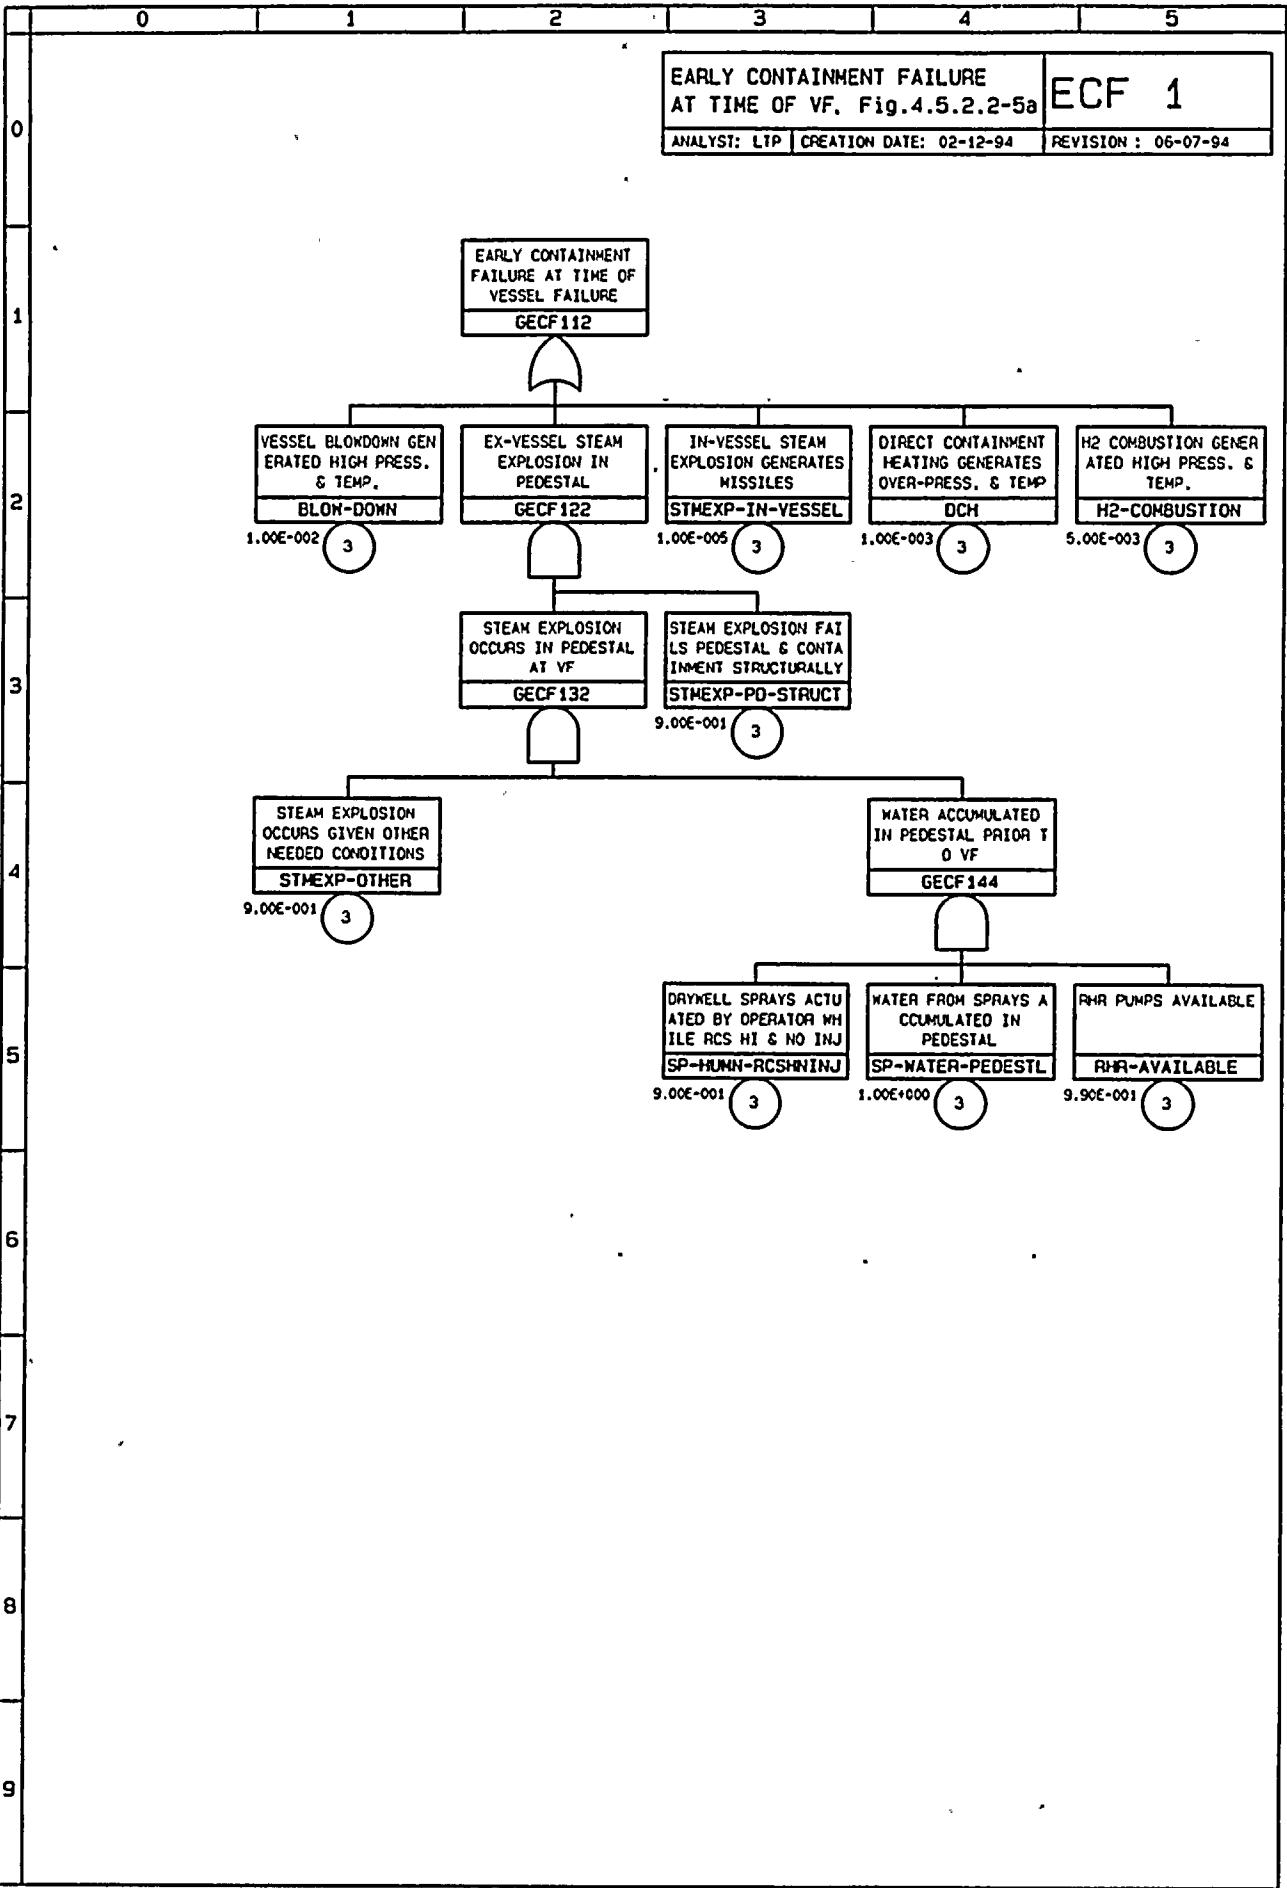 0 1 2 3 4 5
EARLY CONTAINMENT FAILURE
AT TIME OF VF. Fig.4.5.2.2-5a
ECF 1
ANALYST: LTP
CREATION DATE: 02-12-94
REVISION : 06-07-94
0
1
2
3
4
5
6
7
8
9
EARLY CONTAINMENT
FAILURE AT TIME OF
VESSEL FAILURE
GECF112
VESSEL BLOWDOWN GEN
ERATED HIGH PRESS.
& TEMP.
BLOW-DOWN
1.00E-002
3
EX-VESSEL STEAM
EXPLOSION IN
PEDESTAL
GECF122
IN-VESSEL STEAM
EXPLOSION GENERATES
MISSILES
STMEXP-IN-VESSEL
1.00E-005
3
DIRECT CONTAINMENT
HEATING GENERATES
OVER-PRESS. & TEMP
DCH
1.00E-003
3
H2 COMBUSTION GENER
ATED HIGH PRESS. &
TEMP.
H2-COMBUSTION
5.00E-003
3
STEAM EXPLOSION
OCCURS IN PEDESTAL
AT VF
GECF132
STEAM EXPLOSION FAI
LS PEDESTAL & CONTA
INMENT STRUCTURALLY
STMEXP-PD-STRUCT
9.00E-001
3
STEAM EXPLOSION
OCCURS GIVEN OTHER
NEEDED CONDITIONS
STMEXP-OTHER
9.00E-001
3
WATER ACCUMULATED
IN PEDESTAL PRIOR T
O VF
GECF144
DRYWELL SPRAYS ACTU
ATED BY OPERATOR WH
ILE RCS HI & NO INJ
SP-HUMN-RCSHNINJ
9.00E-001
3
WATER FROM SPRAYS A
CCUMULATED IN
PEDESTAL
SP-WATER-PEDESTL
1.00E+000
3
RHR PUMPS AVAILABLE
RHR-AVAILABLE
9.90E-001
3